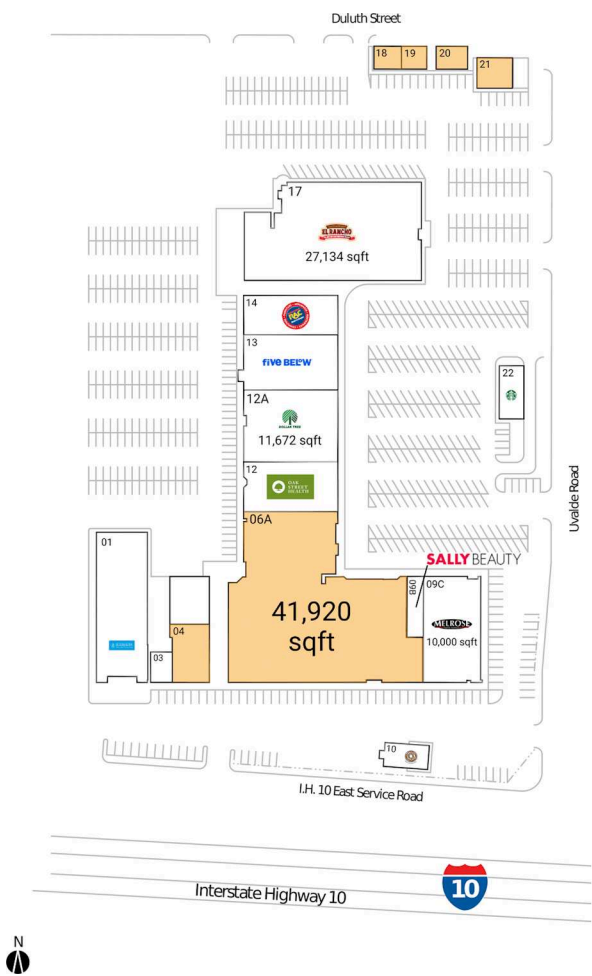 Duluth Street
18
19
20
21
17
EL RANCHO
27,134 sqft
14
RAC
13
five BEL°W
12A
DOLLAR TREE
11,672 sqft
22
12
OAK
STREET
HEALTH
06A
Uvalde Road
01
SALLY BEAUTY
09B
09C
41,920
sqft
MELROSE
10,000 sqft
04
03
10
I.H. 10 East Service Road
10
Interstate Highway 10
N